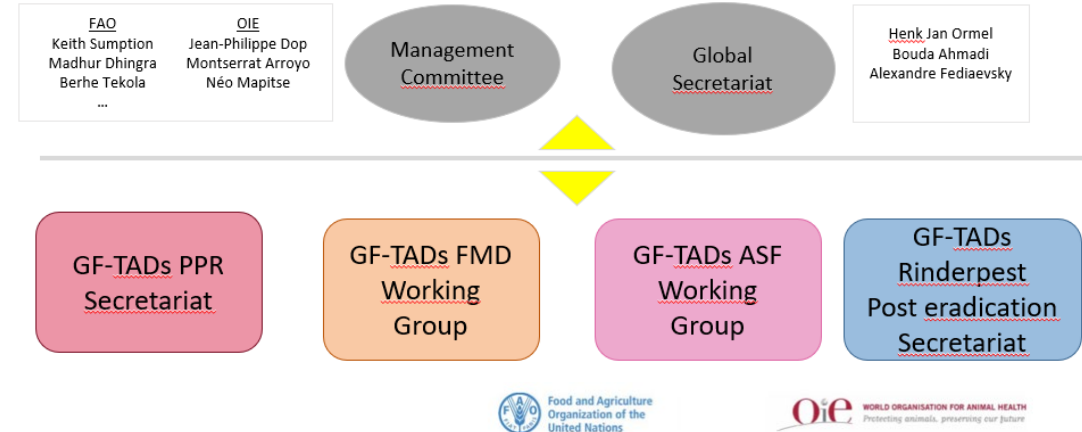 FAO
Keith Sumption
Madhur Dhingra
Berhe Tekola
...
OIE
Jean-Philippe Dop
Montserrat Arroyo
Néo Mapitse
Management
Committee
Global
Secretariat
Henk Jan Ormel
Bouda Ahmadi
Alexandre Fediaevsky
GF-TADs PPR
Secretariat
GF-TADs FMD
Working
Group
GF-TADs ASF
Working
Group
GF-TADs
Rinderpest
Post eradication
Secretariat
FAO
FIAT PANIS
Food and Agriculture
Organization of the
United Nations
Oie
WORLD ORGANISATION FOR ANIMAL HEALTH
Protecting animals, preserving our future